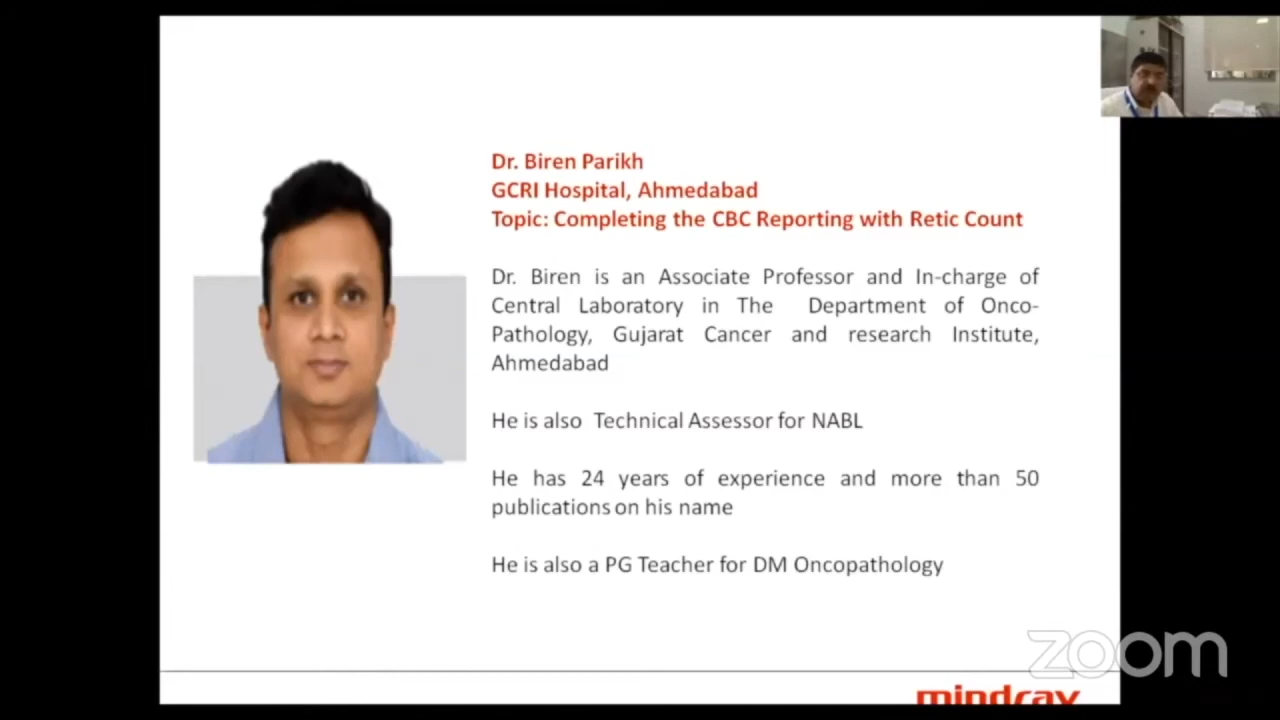 Dr. Biren Parikh
GCRI Hospital, Ahmedabad
Topic: Completing the CBC Reporting with Retic Count
Dr. Biren is an Associate Professor and In-charge of
Central Laboratory in The Department of Onco-
Pathology, Gujarat Cancer and research Institute,
Ahmedabad
He is also Technical Assessor for NABL
He has 24 years of experience and more than 50
publications on his name
He is also a PG Teacher for DM Oncopathology
zoom
mindray